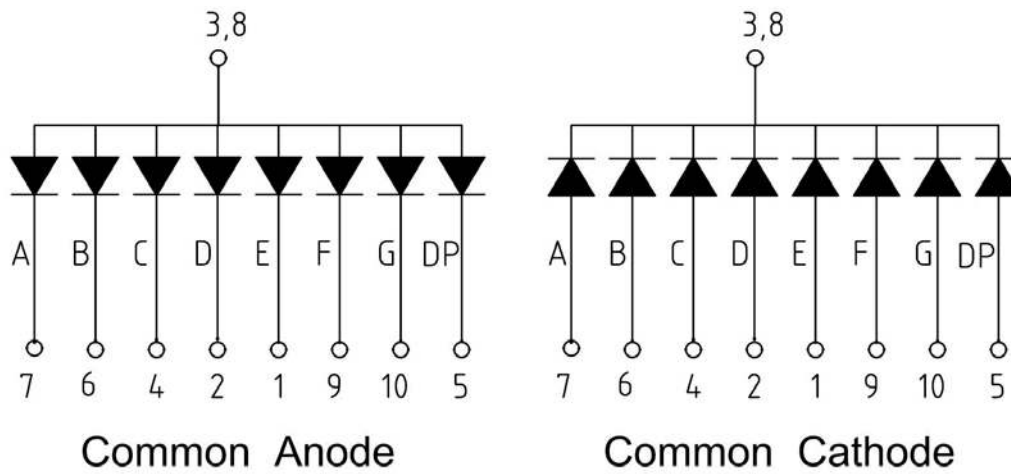 3,8 3,8
A B C D E F G DP A B C D E F G DP
7 6 4 2 1 9 10 5 7 6 4 2 1 9 10 5
Common Anode Common Cathode